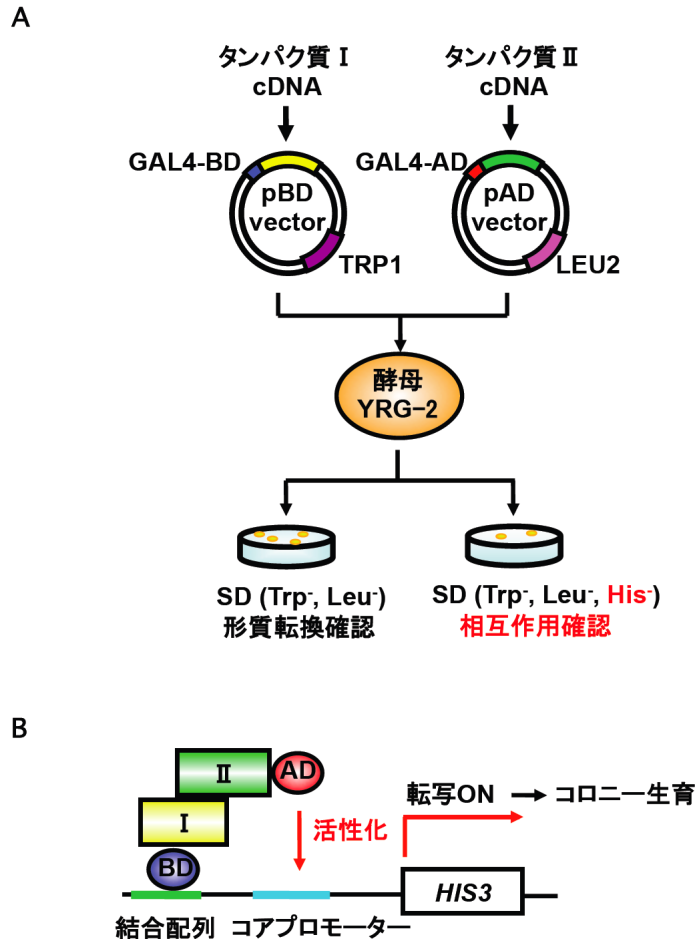 A
タンパク質Ⅰ
cDNA
タンパク質Ⅱ
cDNA
GAL4-BD
pBD
vector
TRP1
GAL4-AD
pAD
vector
LEU2
酵母
YRG-2
SD (Trp⁻, Leu⁻)
形質転換確認
SD (Trp⁻, Leu⁻, His⁻)
相互作用確認
B
Ⅱ
AD
Ⅰ
BD
活性化
転写ON
コロニー生育
HIS3
結合配列
コアプロモーター